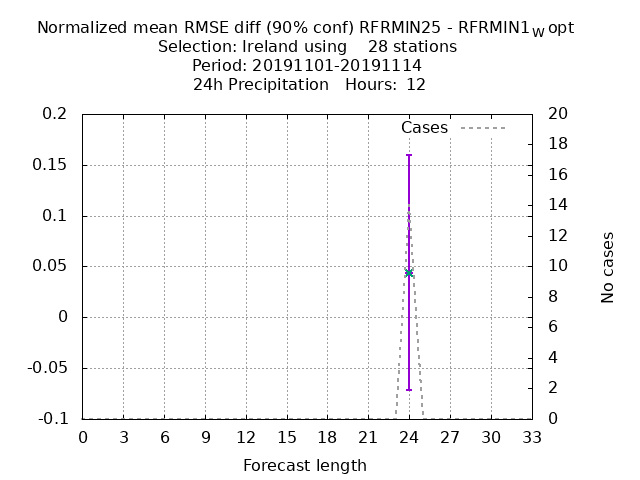 Normalized mean RMSE diff (90% conf) RFRMIN25 - RFRMIN1w opt
Selection: Ireland using 28 stations
Period: 20191101-20191114
24h Precipitation Hours: 12
Cases
0.2
0.15
0.1
0.05
0
-0.05
-0.1
20
18
16
14
12
10
8
6
4
2
0
No cases
0 3 6 9 12 15 18 21 24 27 30 33
Forecast length